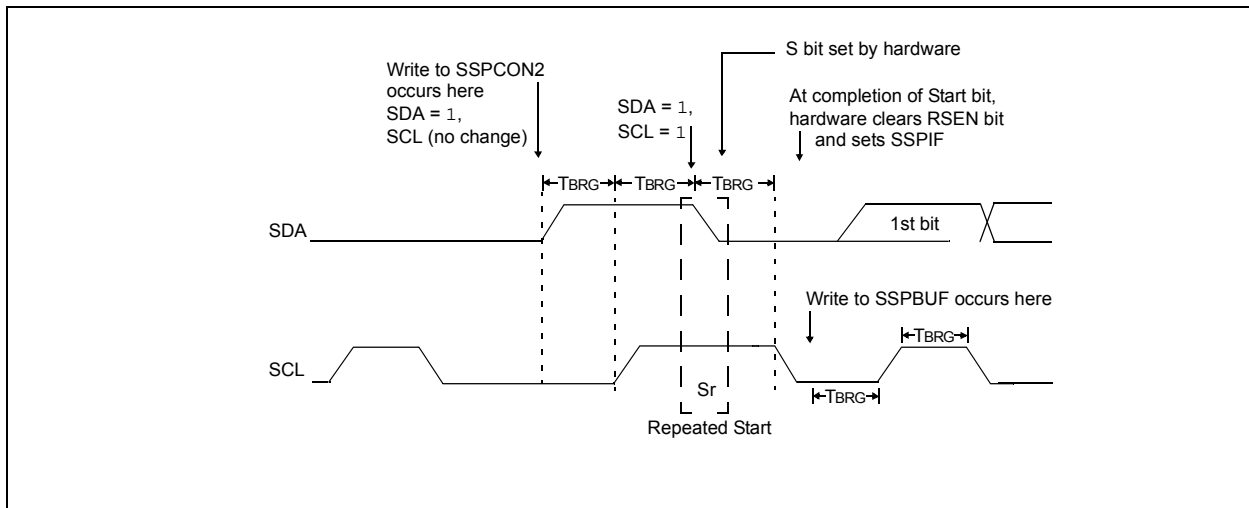 S bit set by hardware
Write to SSPCON2
occurs here
SDA = 1,
SCL (no change)
SDA = 1,
SCL = 1
At completion of Start bit,
hardware clears RSEN bit
and sets SSPIF
TBRG TBRG TBRG
SDA
1st bit
Write to SSPBUF occurs here
TBRG
SCL
TBRG
Sr
Repeated Start